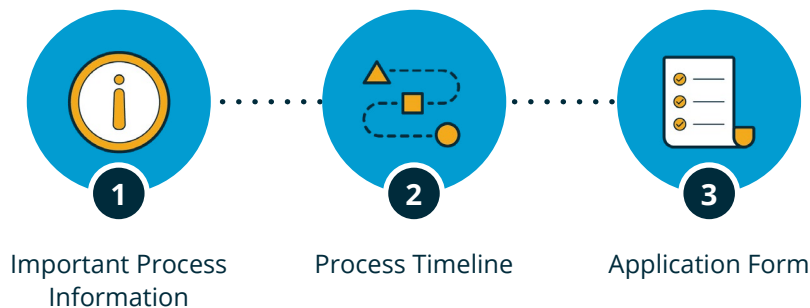 1
Important Process
Information
2
Process Timeline
3
Application Form